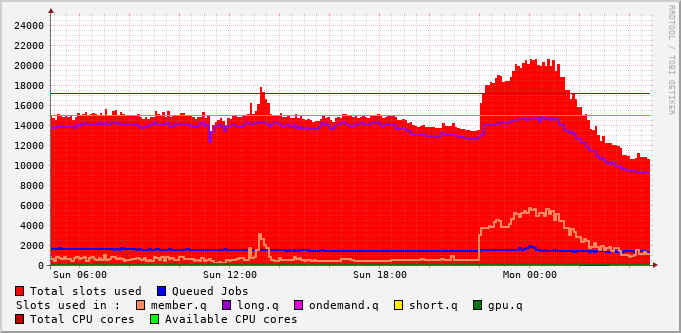 24000
22000
20000
18000
16000
14000
12000
10000
8000
6000
4000
2000
0
Sun 06:00 Sun 12:00 Sun 18:00 Mon 00:00
RRDTOOL / TOBI OETIKER
Total slots used Queued Jobs
Slots used in : member.q long.q ondemand.q short.q gpu.q
Total CPU cores Available CPU cores